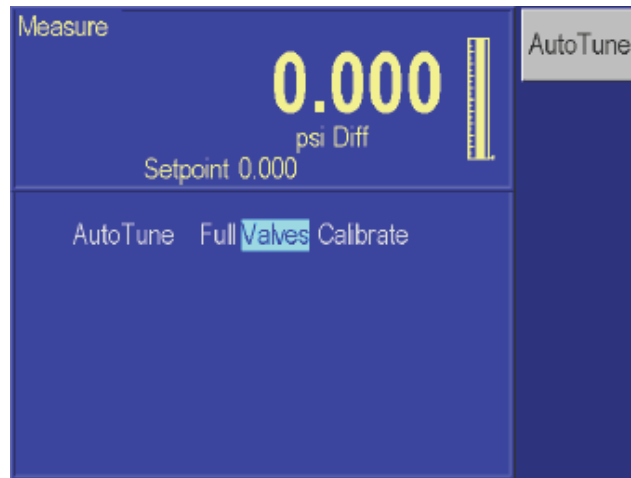 Measure
AutoTune
0.000
psi Diff
Setpoint 0.000
AutoTune Full Valves Calibrate